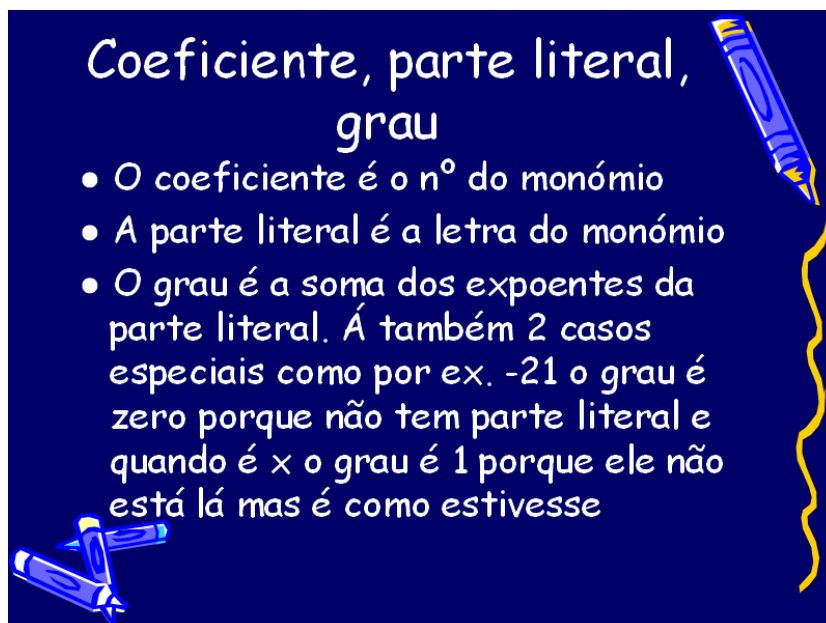 Coeficiente, parte literal,
grau
● O coeficiente é o nº do monómio
● A parte literal é a letra do monómio
● O grau é a soma dos expoentes da
parte literal. Á também 2 casos
especiais como por ex. -21 o grau é
zero porque não tem parte literal e
quando é x o grau é 1 porque ele não
está lá mas é como estivesse